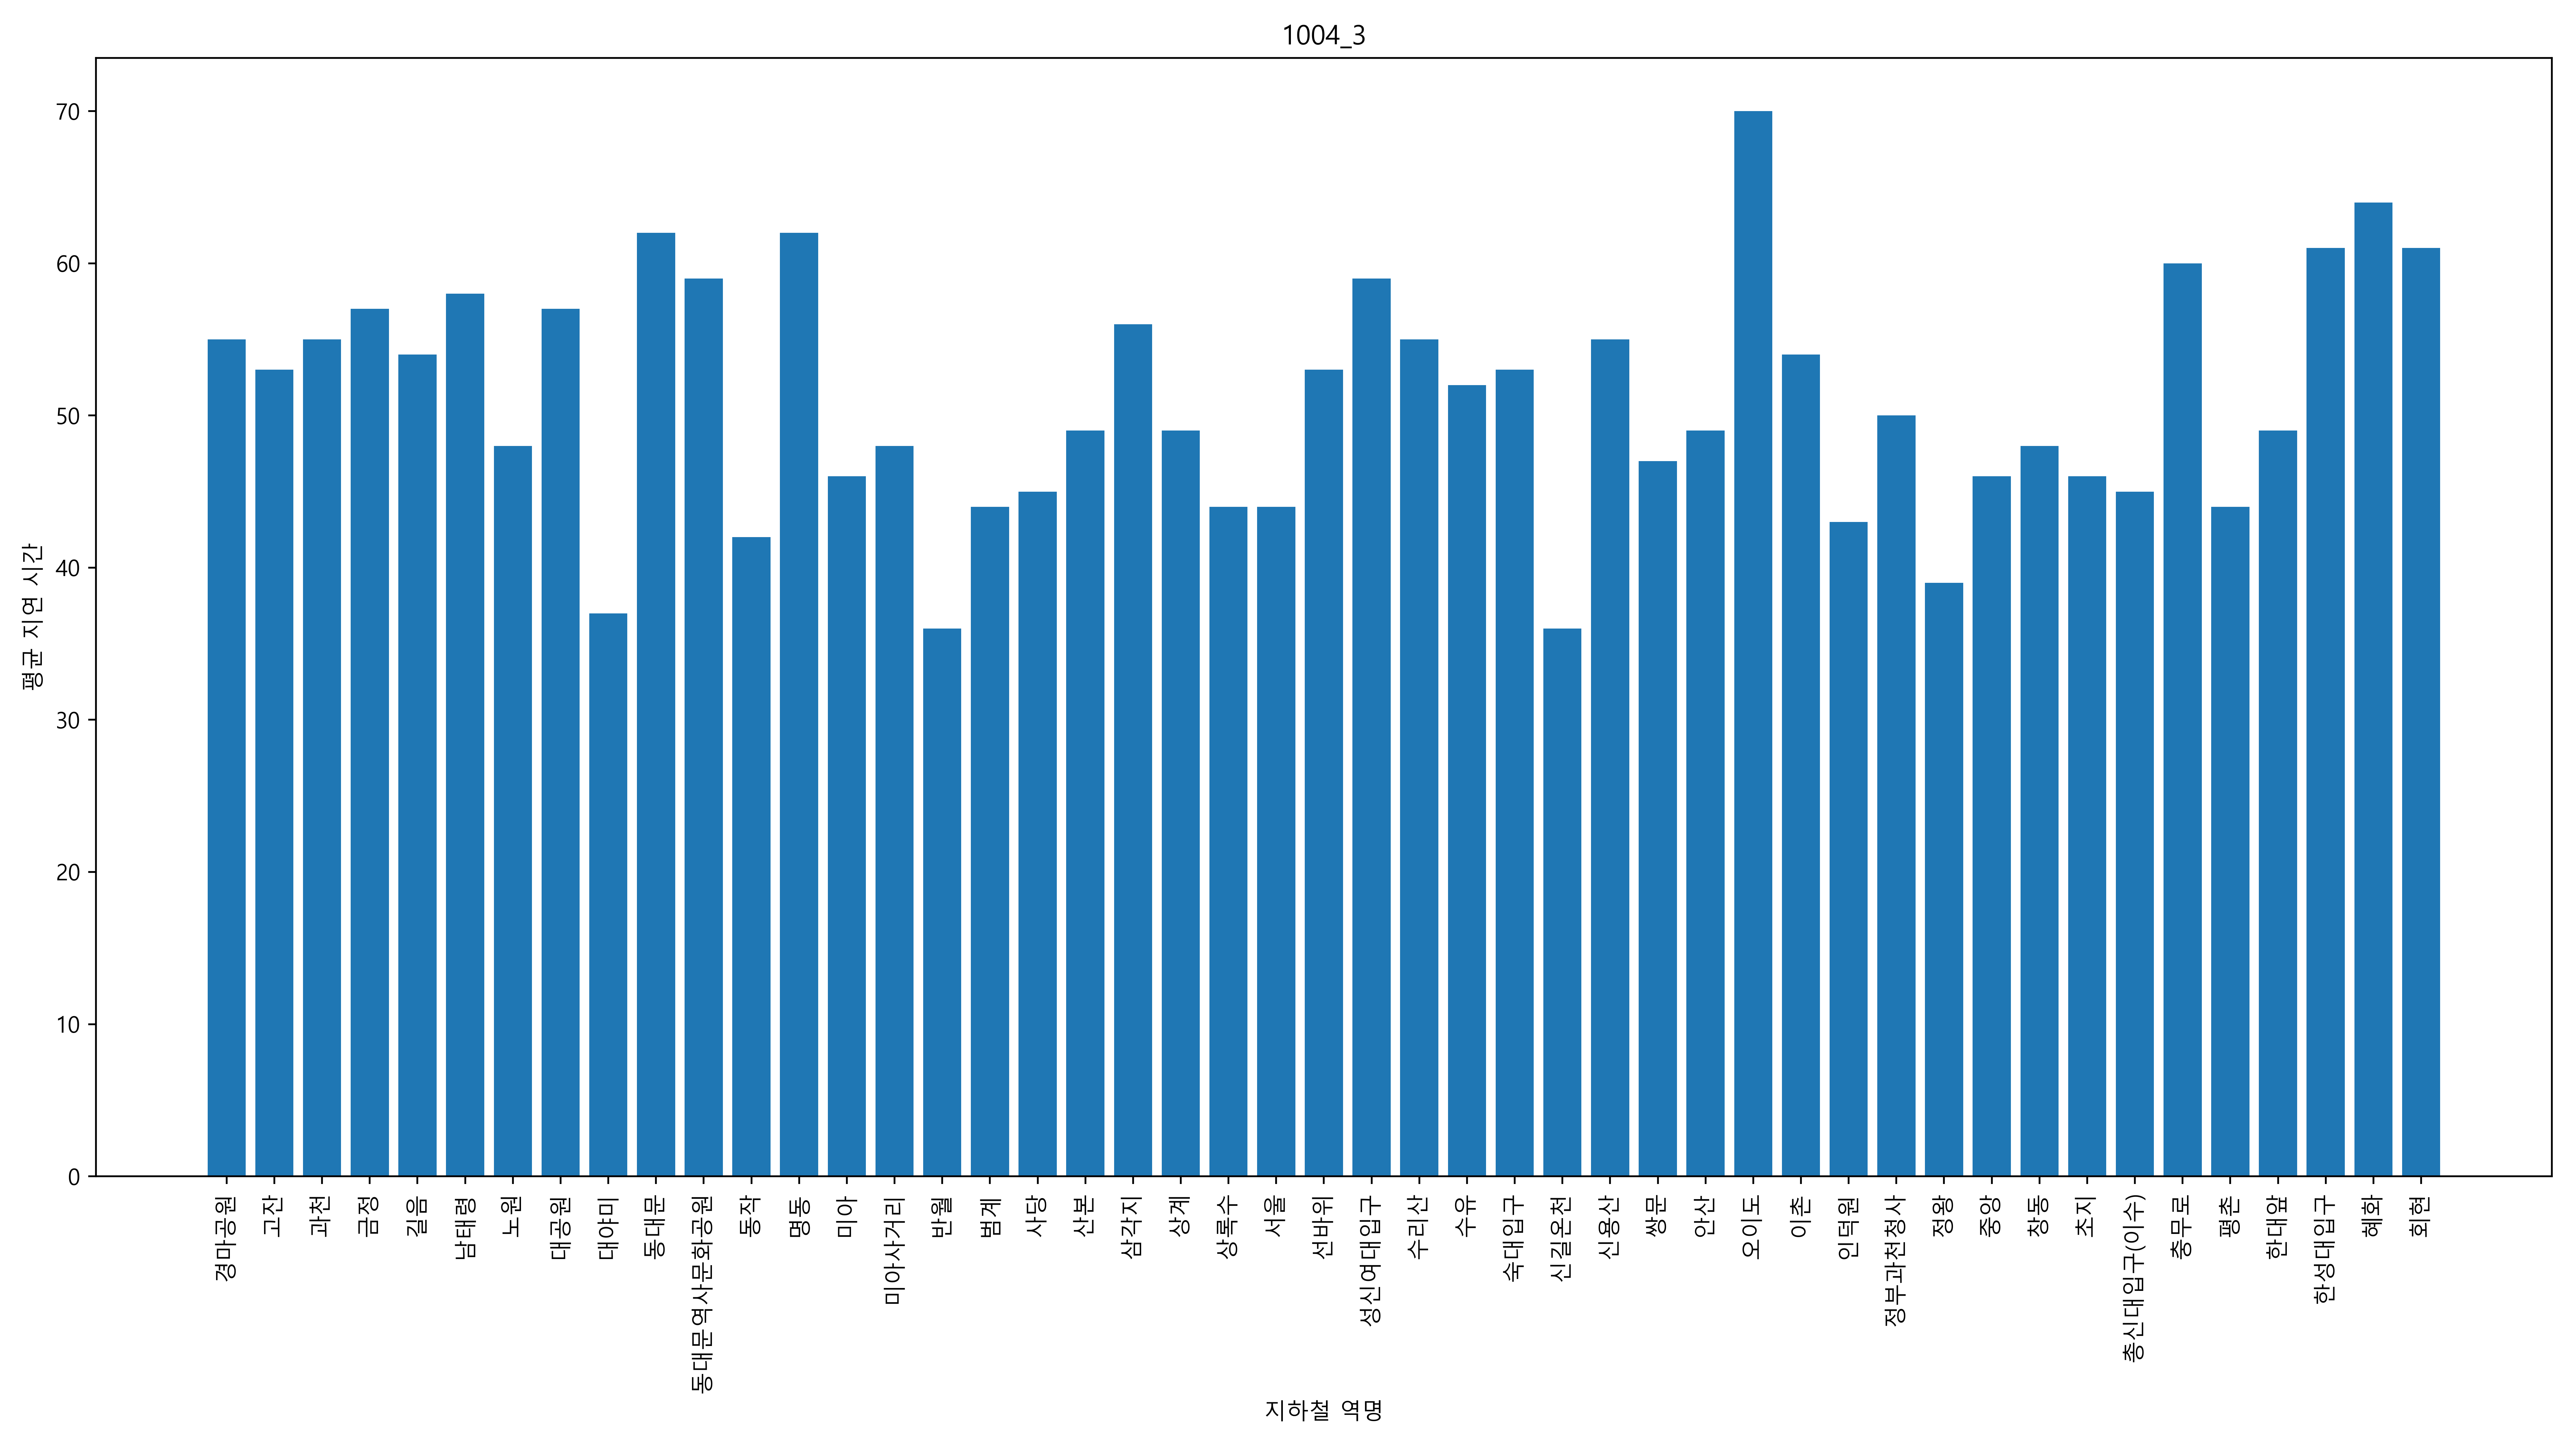 1004_3
평균 지연 시간
70
60
50
40
30
20
10
0
경마공원
고잔
과천
금정
길음
남태령
노원
대공원
대야미
동대문
동대문역사문화공원
동작
명동
미아
미아사거리
반월
범계
사당
산본
삼각지
상계
상록수
서울
선바위
성신여대입구
수리산
수유
숙대입구
신길온천
신용산
쌍문
안산
오이도
이촌
인덕원
정부과천청사
정왕
중앙
창동
초지
총신대입구(이수)
충무로
평촌
한대앞
한성대입구
혜화
회현
지하철 역명